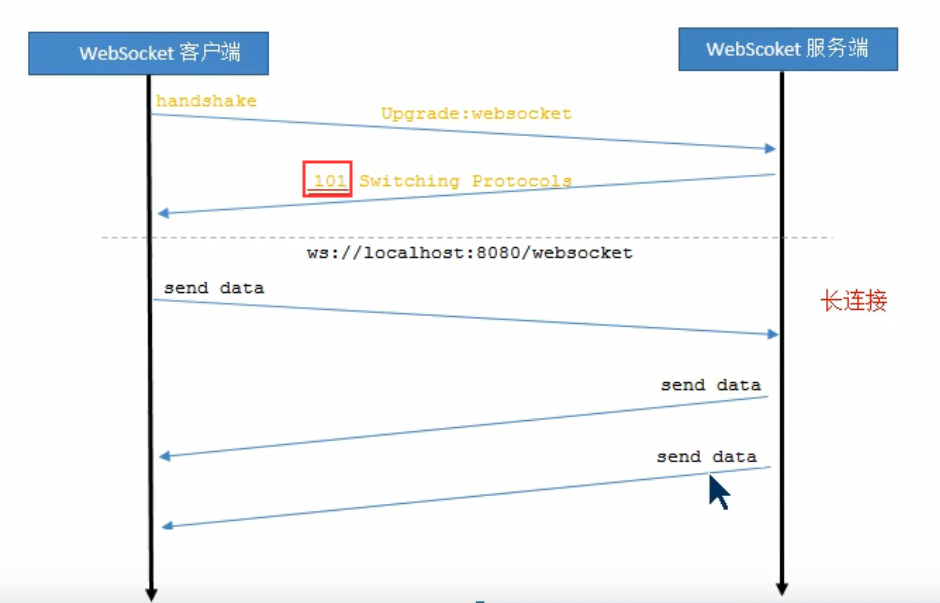 WebSocket 客户端
WebScoket 服务端
handshake
Upgrade:websocket
101 Switching Protocols
ws://localhost:8080/websocket
send data
长连接
send data
send data